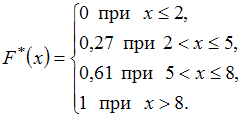 0 при x ≤ 2,
0,27 при 2 < x ≤ 5,
F*(x) =
0,61 при 5 < x ≤ 8,
1 при x > 8.